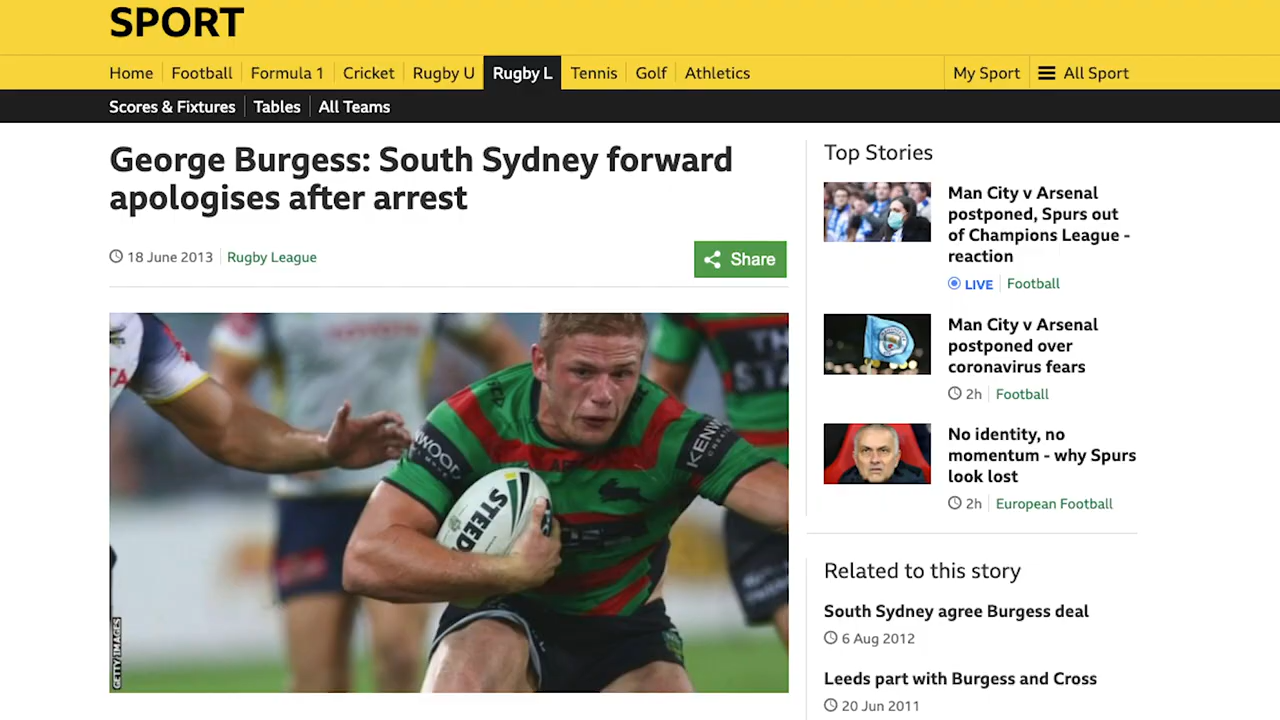 SPORT
Home Football Formula 1 Cricket Rugby U Rugby L Tennis Golf Athletics My Sport All Sport
Scores & Fixtures Tables All Teams
George Burgess: South Sydney forward
apologises after arrest
18 June 2013 Rugby League
Share
KENWOOD
STEED
GETTY IMAGES
Top Stories
Man City v Arsenal
postponed, Spurs out
of Champions League -
reaction
LIVE Football
Man City v Arsenal
postponed over
coronavirus fears
2h Football
No identity, no
momentum - why Spurs
look lost
2h European Football
Related to this story
South Sydney agree Burgess deal
6 Aug 2012
Leeds part with Burgess and Cross
20 Jun 2011